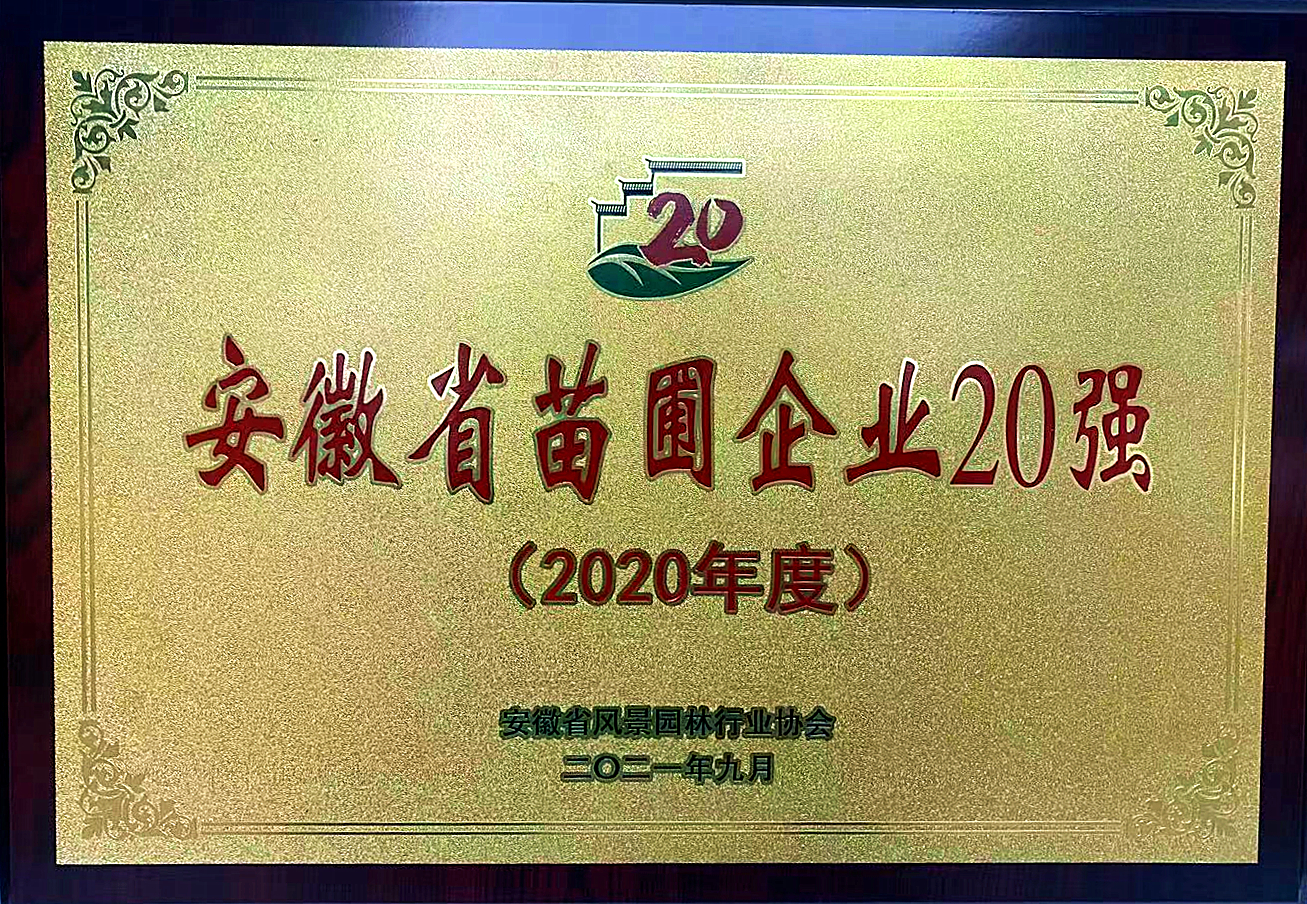 20
安徽省苗圃企业20强
（2020年度）
安徽省风景园林行业协会
二〇二一年九月